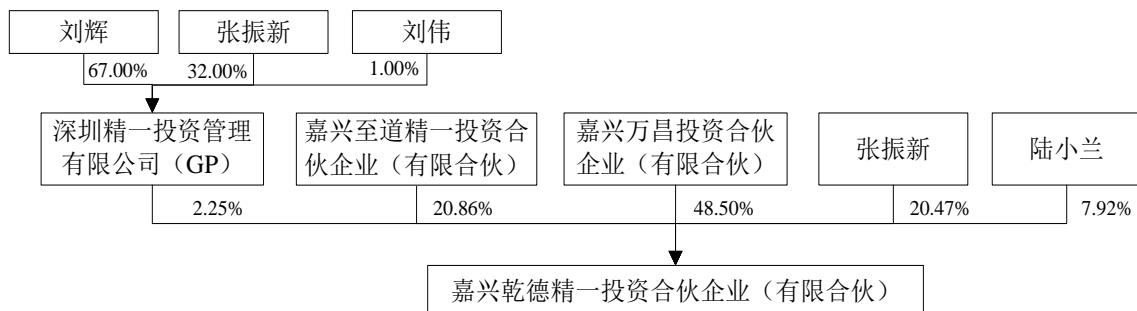 刘辉
张振新
刘伟
67.00%
32.00%
1.00%
深圳精一投资管理
有限公司（GP）
嘉兴至道精一投资合
伙企业（有限合伙）
嘉兴万昌投资合伙
企业（有限合伙）
张振新
陆小兰
2.25%
20.86%
48.50%
20.47%
7.92%
嘉兴乾德精一投资合伙企业（有限合伙）